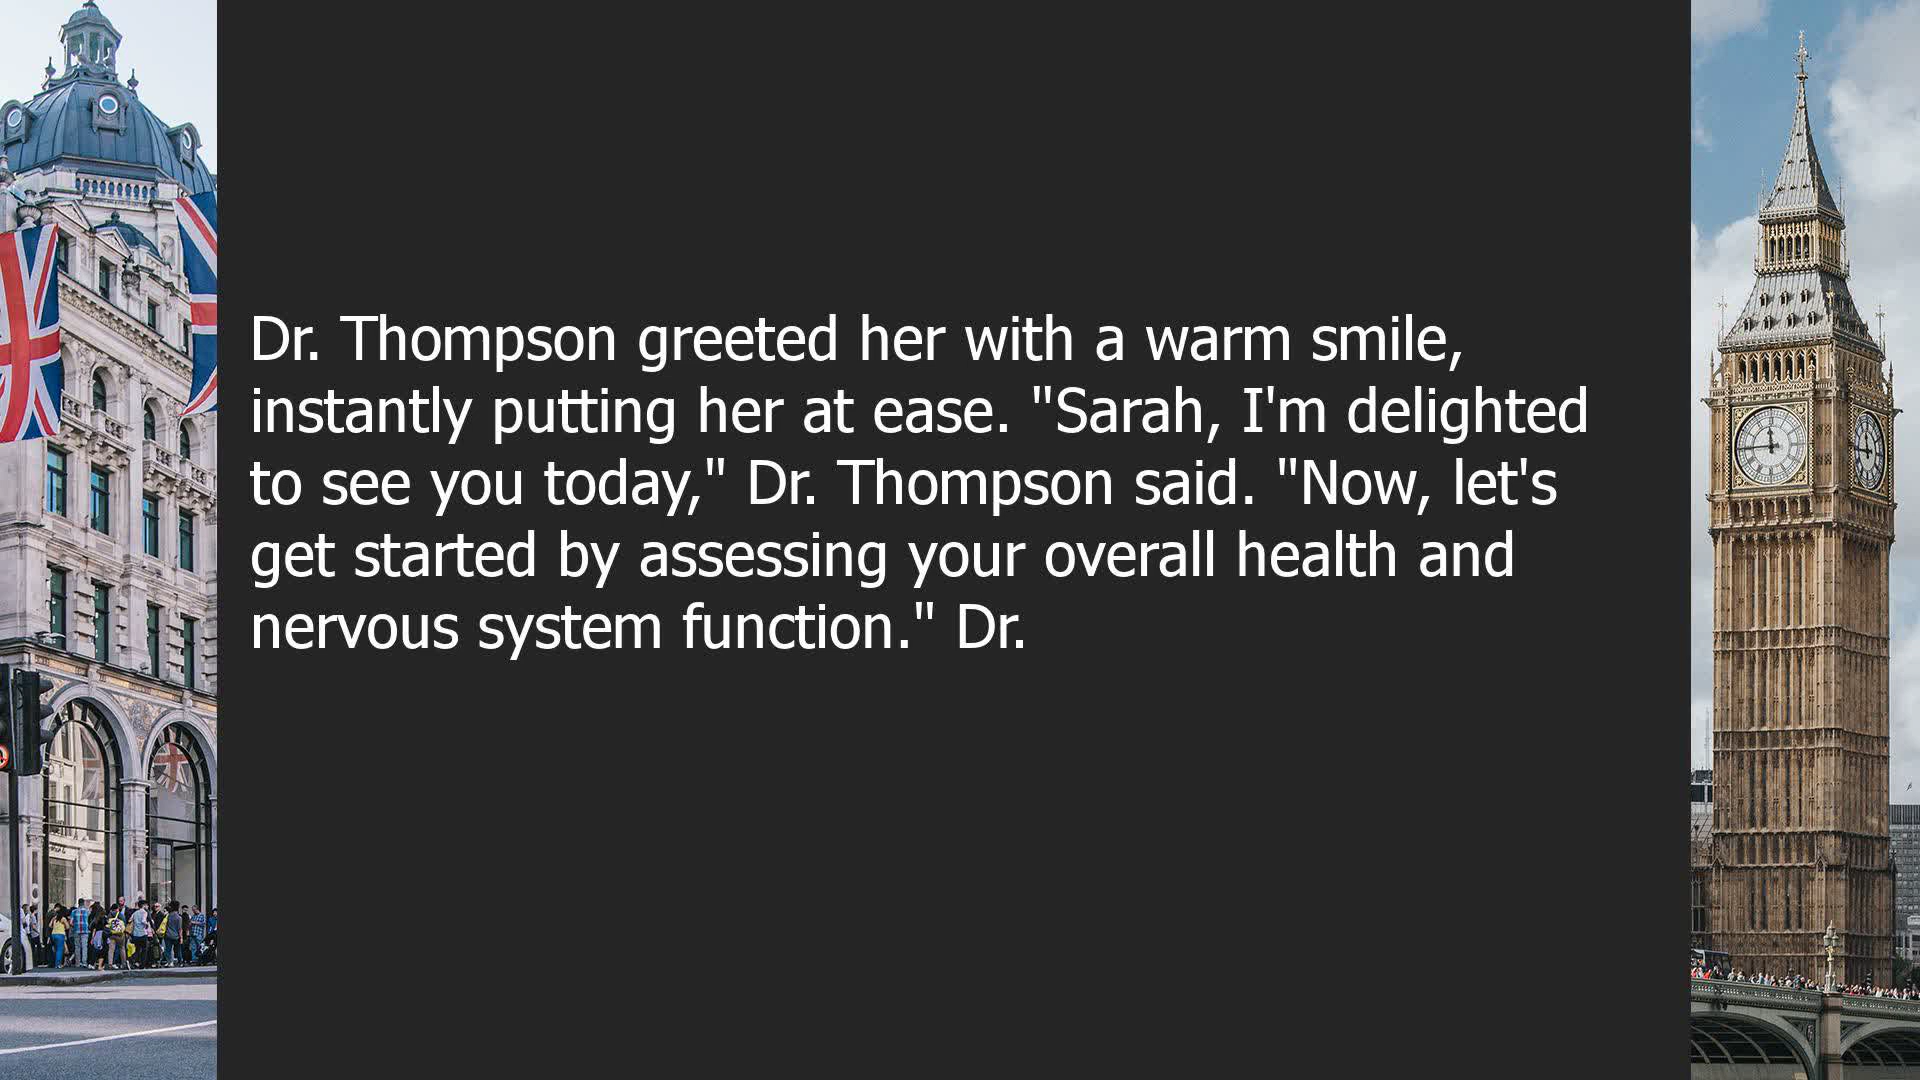 Dr. Thompson greeted her with a warm smile,
instantly putting her at ease. "Sarah, I'm delighted
to see you today," Dr. Thompson said. "Now, let's
get started by assessing your overall health and
nervous system function." Dr.